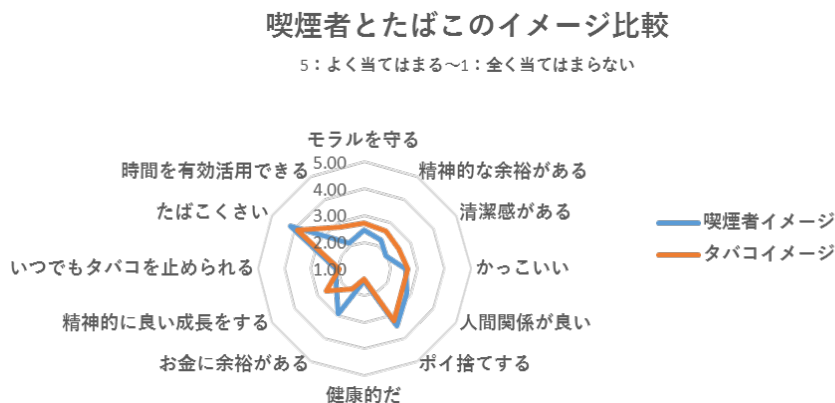 喫煙者とたばこのイメージ比較
5：よく当てはまる～1：全く当てはまらない
モラルを守る
精神的な余裕がある
清潔感がある
かっこいい
人間関係が良い
ポイ捨てする
健康的だ
お金に余裕がある
精神的に良い成長をする
いつでもタバコを止められる
たばこくさい
時間を有効活用できる
5.00
4.00
3.00
2.00
1.00
喫煙者イメージ
タバコイメージ